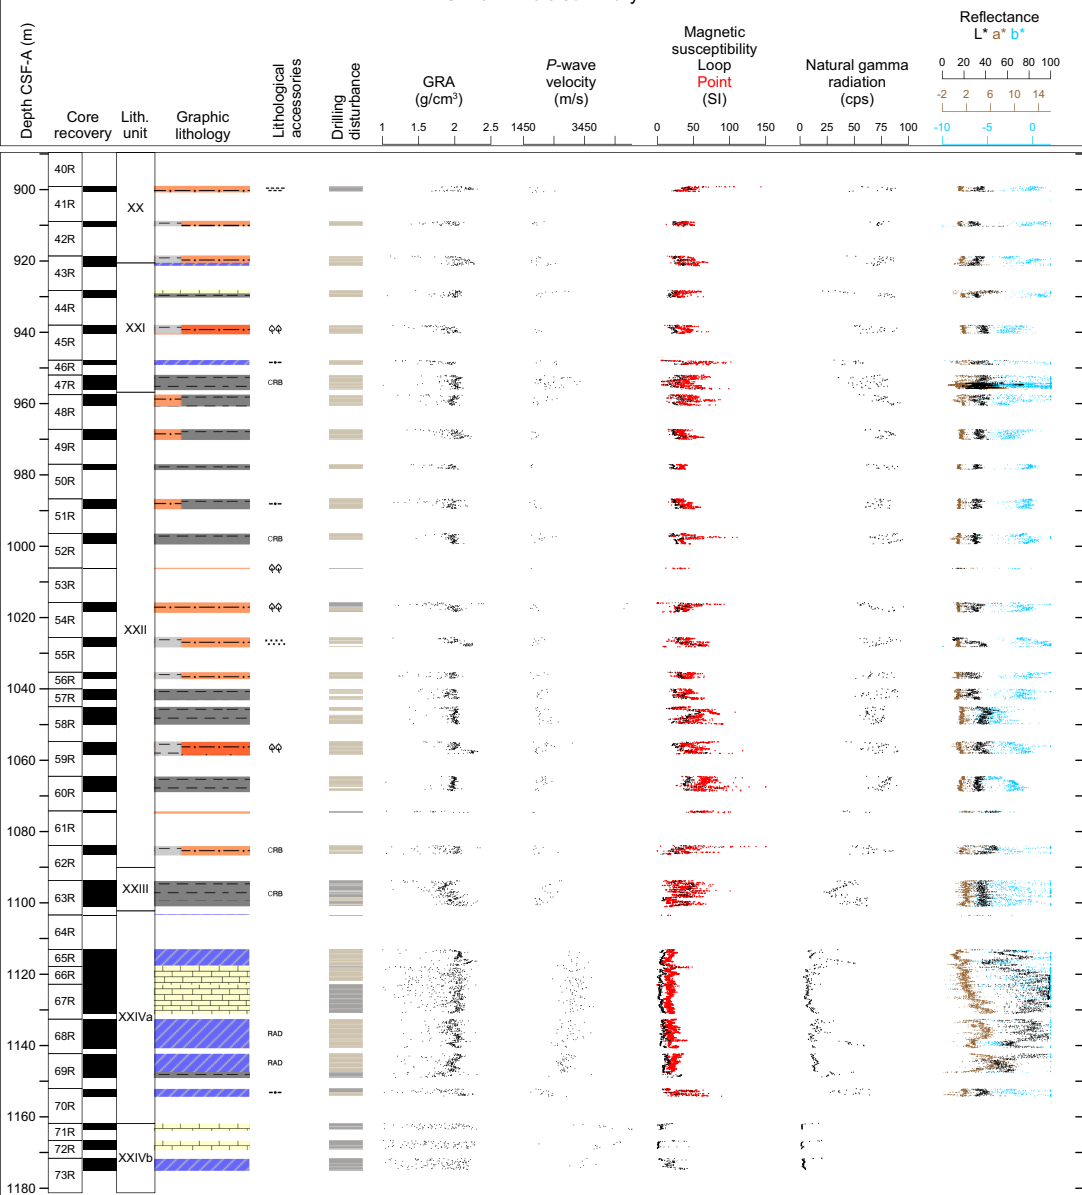 Depth CSF-A (m)
Core
recovery
Lith.
unit
Graphic
lithology
Lithological
accessories
Drilling
disturbance
GRA
(g/cm³)
1 1.5 2 2.5
P-wave
velocity
(m/s)
1450 3450
Magnetic
susceptibility
Loop
Point
(SI)
0 50 100 150
Natural gamma
radiation
(cps)
0 25 50 75 100
Reflectance
L* a* b*
0 20 40 60 80 100
-2 2 6 10 14
-10 -5 0
900
920
940
960
980
1000
1020
1040
1060
1080
1100
1120
1140
1160
1180
40R
41R
42R
43R
44R
45R
46R
47R
48R
49R
50R
51R
52R
53R
54R
55R
56R
57R
58R
59R
60R
61R
62R
63R
64R
65R
66R
67R
68R
69R
70R
71R
72R
73R
XX
XXI
XXII
XXIII
XXIVa
XXIVb
CRB
CRB
CRB
CRB
RAD
RAD